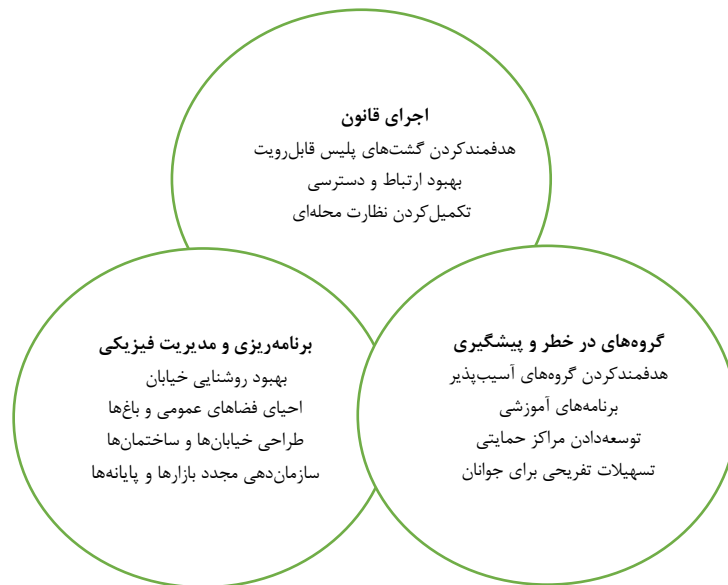 اجرای قانون
هدفمندکردن گشت‌های پلیس قابل‌رویت
بهبود ارتباط و دسترسی
تکمیل‌کردن نظارت محله‌ای
گروه‌های در خطر و پیشگیری
هدفمندکردن گروه‌های آسیب‌پذیر
برنامه‌های آموزشی
توسعه‌دادن مراکز حمایتی
تسهیلات تفریحی برای جوانان
برنامه‌ریزی و مدیریت فیزیکی
بهبود روشنایی خیابان
احیای فضاهای عمومی و باغ‌ها
طراحی خیابان‌ها و ساختمان‌ها
سازمان‌دهی مجدد بازارها و پایانه‌ها